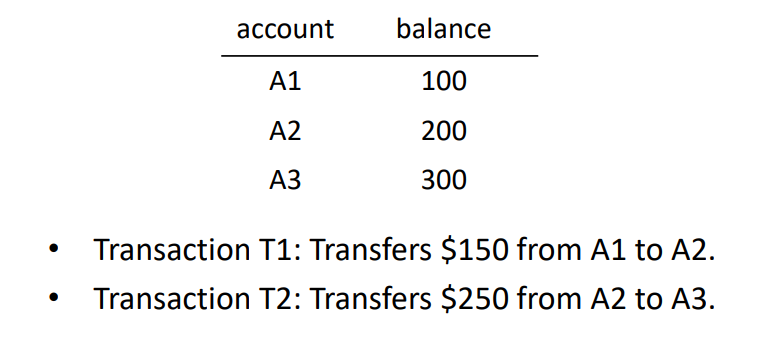 account balance
A1 100
A2 200
A3 300
• Transaction T1: Transfers $150 from A1 to A2.
• Transaction T2: Transfers $250 from A2 to A3.